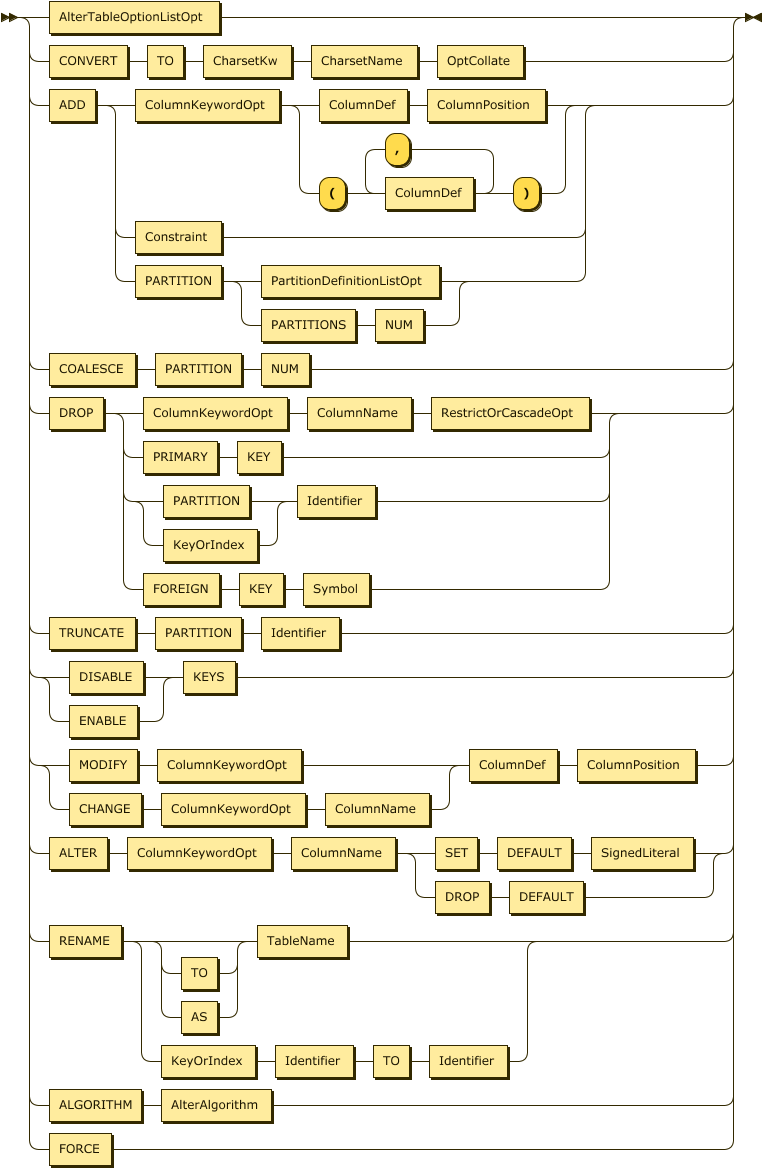 AlterTableOptionListOpt
CONVERT TO CharsetKw CharsetName OptCollate
ADD ColumnKeywordOpt ColumnDef ColumnPosition
,
( ColumnDef )
Constraint
PARTITION PartitionDefinitionListOpt
PARTITIONS NUM
COALESCE PARTITION NUM
DROP ColumnKeywordOpt ColumnName RestrictOrCascadeOpt
PRIMARY KEY
PARTITION Identifier
KeyOrIndex
FOREIGN KEY Symbol
TRUNCATE PARTITION Identifier
DISABLE KEYS
ENABLE
MODIFY ColumnKeywordOpt ColumnDef ColumnPosition
CHANGE ColumnKeywordOpt ColumnName
ALTER ColumnKeywordOpt ColumnName SET DEFAULT SignedLiteral
DROP DEFAULT
RENAME TableName
TO
AS
KeyOrIndex Identifier TO Identifier
ALGORITHM AlterAlgorithm
FORCE